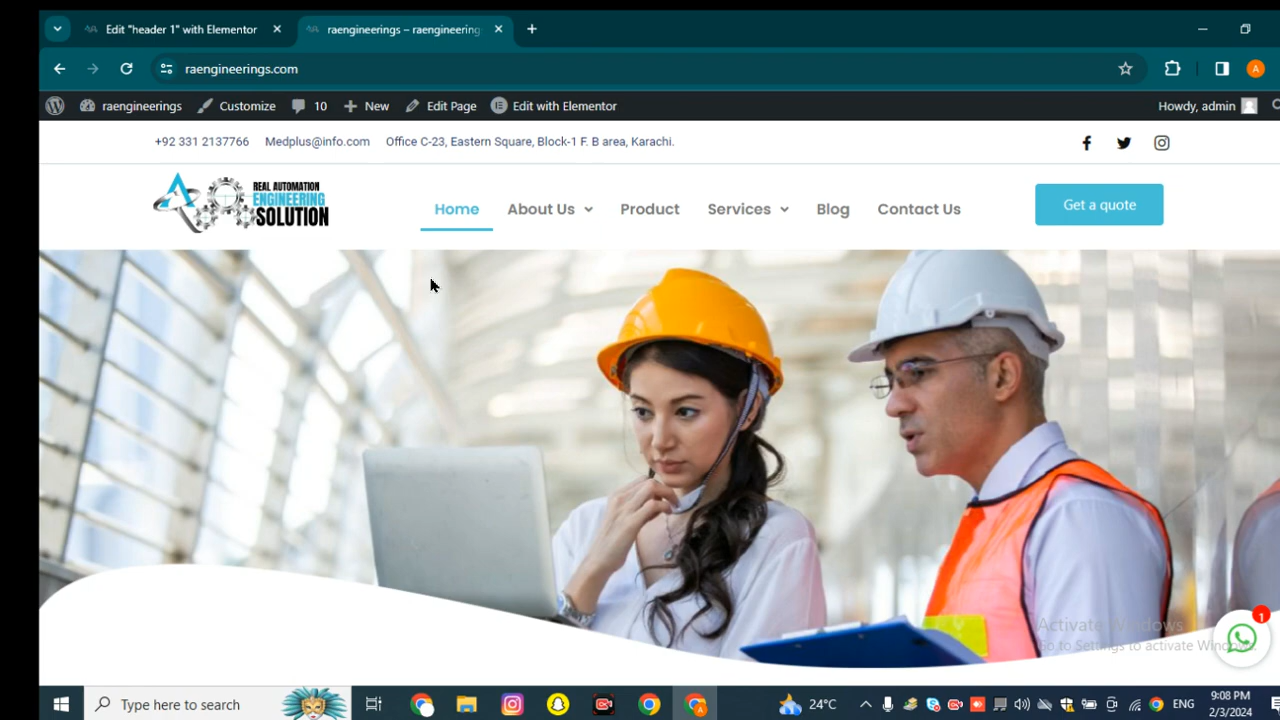 Edit "header 1" with Elementor
raengineerings – raengineering
raengineerings.com
raengineerings Customize 10 New Edit Page Edit with Elementor Howdy, admin
+92 331 2137766 Medplus@info.com Office C-23, Eastern Square, Block-1 F. B area, Karachi.
REAL AUTOMATION
ENGINEERING
SOLUTION
Home About Us Product Services Blog Contact Us Get a quote
1
Activate Windows
Go to Settings to activate Windows.
Type here to search
24°C
ENG
9:08 PM
2/3/2024